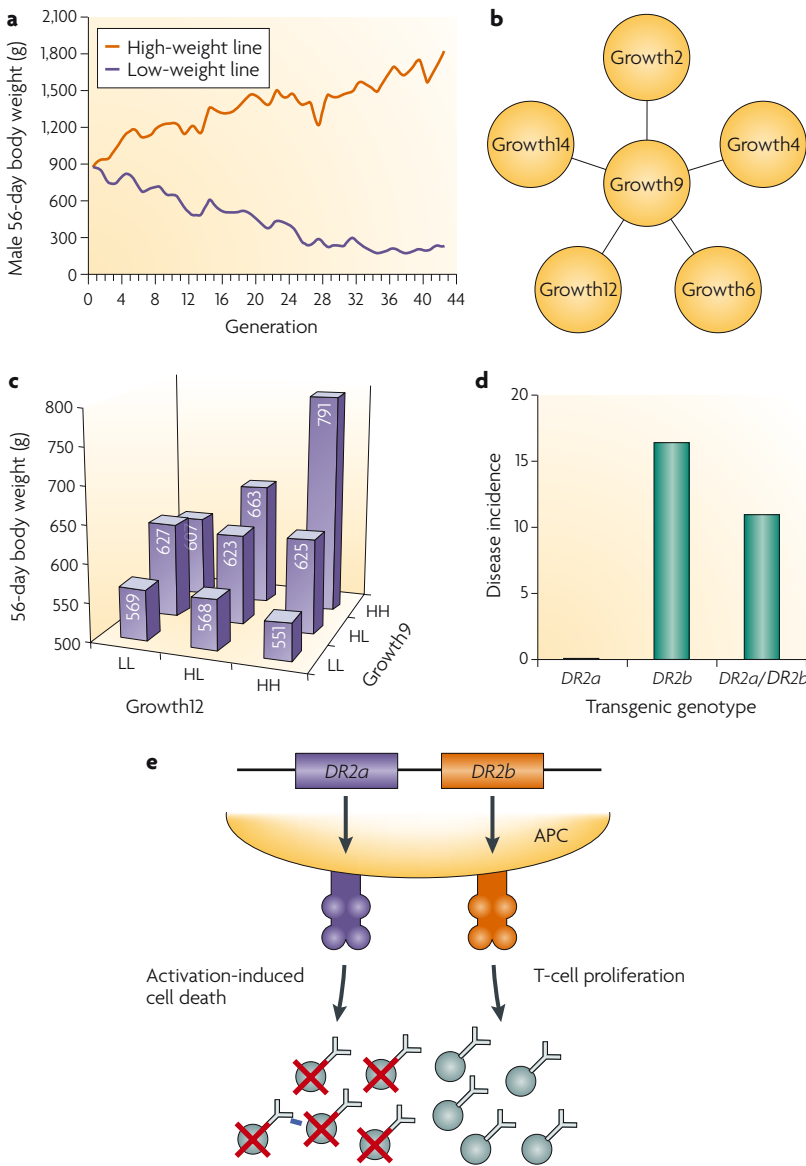 a
2,100
1,800
1,500
1,200
900
600
300
0
Male 56-day body weight (g)
High-weight line
Low-weight line
0 4 8 12 16 20 24 28 32 36 40 44
Generation
b
Growth2
Growth14
Growth4
Growth9
Growth12
Growth6
c
800
750
700
650
600
550
500
56-day body weight (g)
569
627
607
568
623
663
551
625
791
LL HL HH
Growth12
LL
HL
HH
Growth9
d
20
15
10
5
0
Disease incidence
DR2a DR2b DR2a/DR2b
Transgenic genotype
e
DR2a DR2b
APC
Activation-induced
cell death
T-cell proliferation